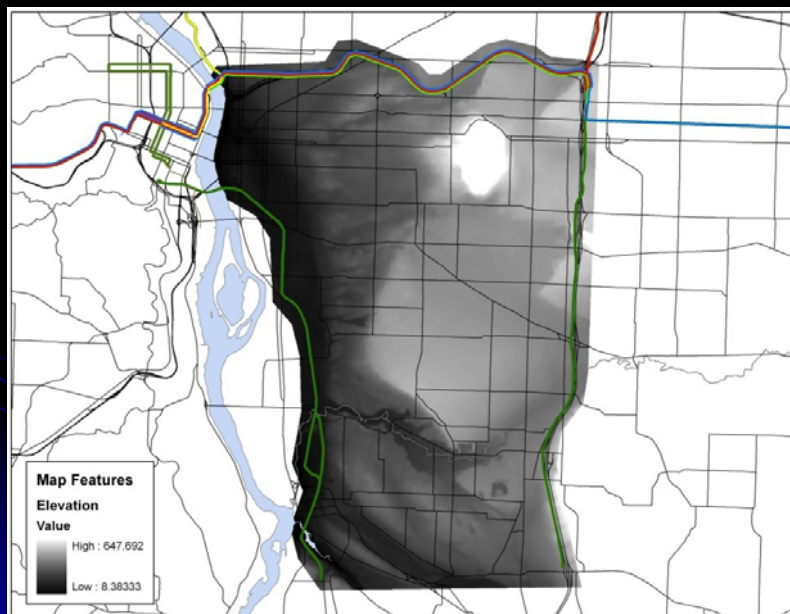 Map Features
Elevation
Value
High : 647.692
Low : 8.38333